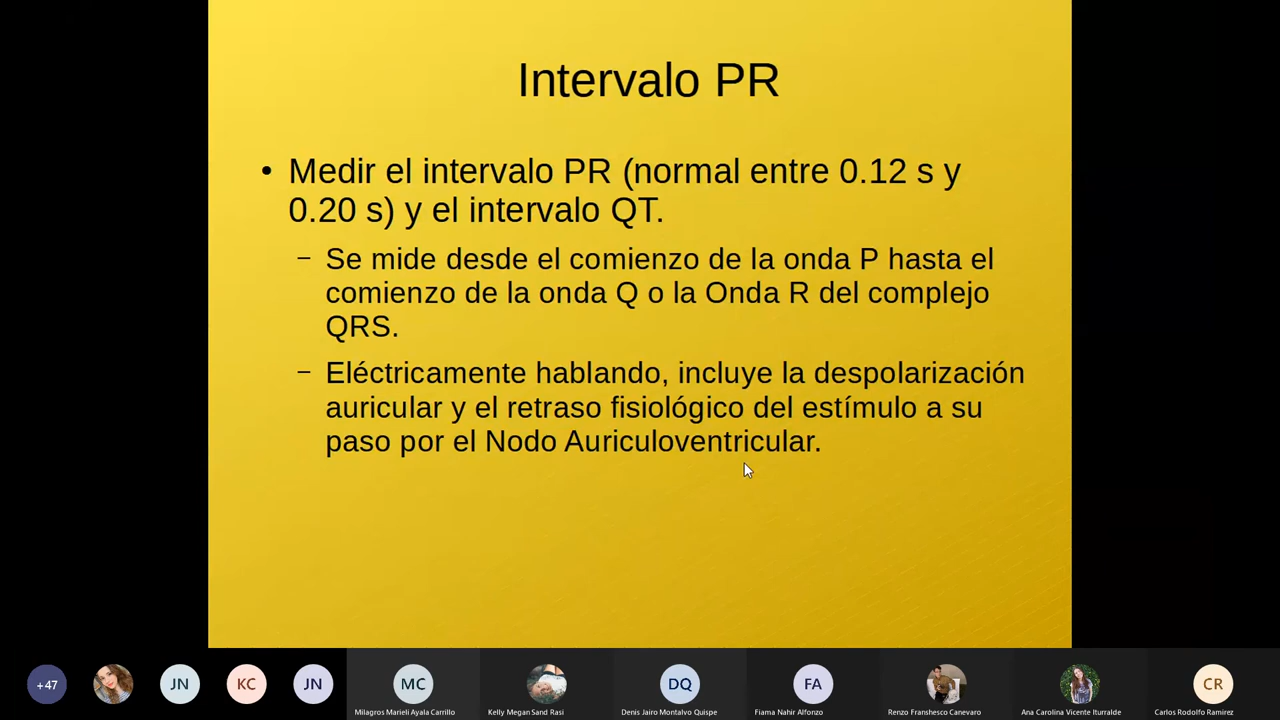 Intervalo PR
• Medir el intervalo PR (normal entre 0.12 s y
0.20 s) y el intervalo QT.
– Se mide desde el comienzo de la onda P hasta el
comienzo de la onda Q o la Onda R del complejo
QRS.
– Eléctricamente hablando, incluye la despolarización
auricular y el retraso fisiológico del estímulo a su
paso por el Nodo Auriculoventricular.
+47
JN
KC
JN
MC
DQ
FA
CR
Milagros Marieli Ayala Carrillo
Kelly Megan Sand Rasi
Denis Jairo Montalvo Quispe
Fiama Nahir Alfonzo
Renzo Franshesco Canevaro
Ana Carolina Vicente Iturralde
Carlos Rodolfo Ramirez